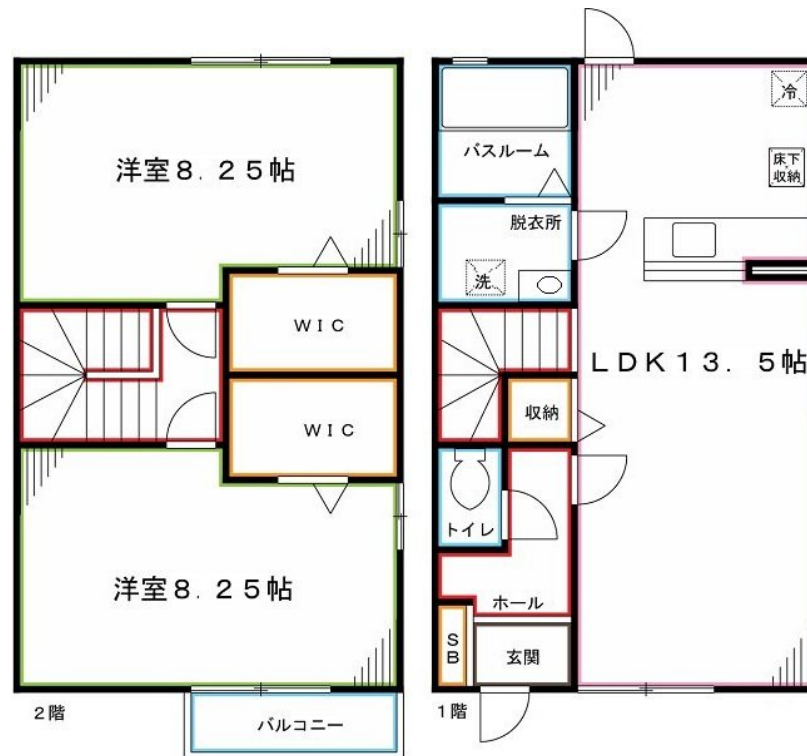 洋室8.25帖
WIC
WIC
洋室8.25帖
2階
バルコニー
冷
バスルーム
床下
収納
脱衣所
洗
LDK13.5帖
収納
トイレ
ホール
SB
玄関
1階